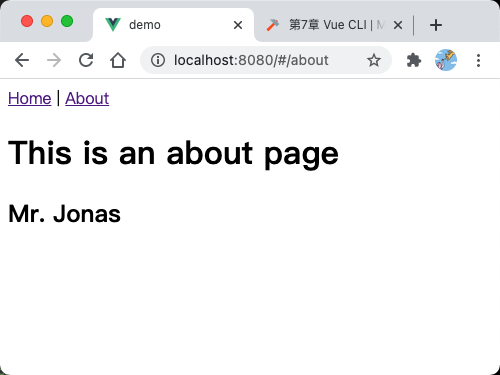 demo
第7章 Vue CLI | M
localhost:8080/#/about
Home | About
This is an about page
Mr. Jonas